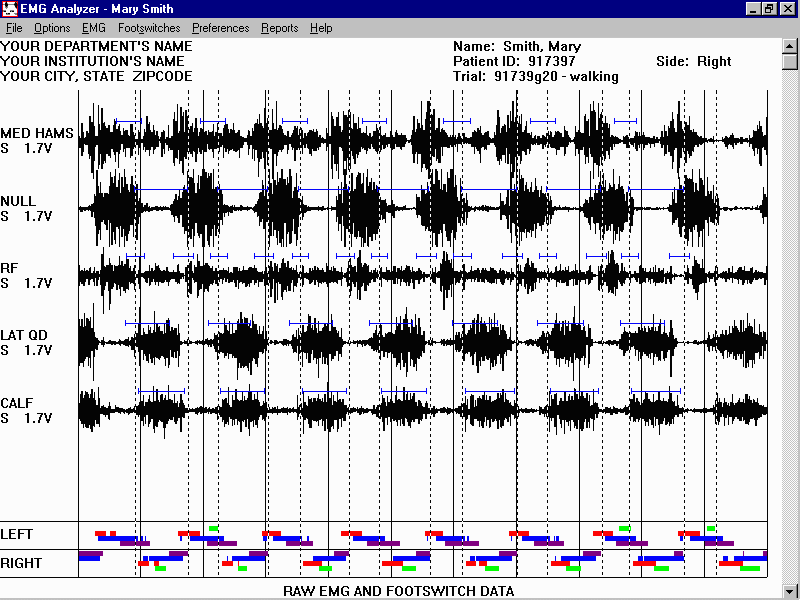 EMG Analyzer - Mary Smith
File Options EMG Footswitches Preferences Reports Help
YOUR DEPARTMENT'S NAME Name: Smith, Mary
YOUR INSTITUTION'S NAME Patient ID: 917397 Side: Right
YOUR CITY, STATE ZIPCODE Trial: 91739g20 - walking
MED HAMS
S 1.7V
NULL
S 1.7V
RF
S 1.7V
LAT QD
S 1.7V
CALF
S 1.7V
LEFT
RIGHT
RAW EMG AND FOOTSWITCH DATA